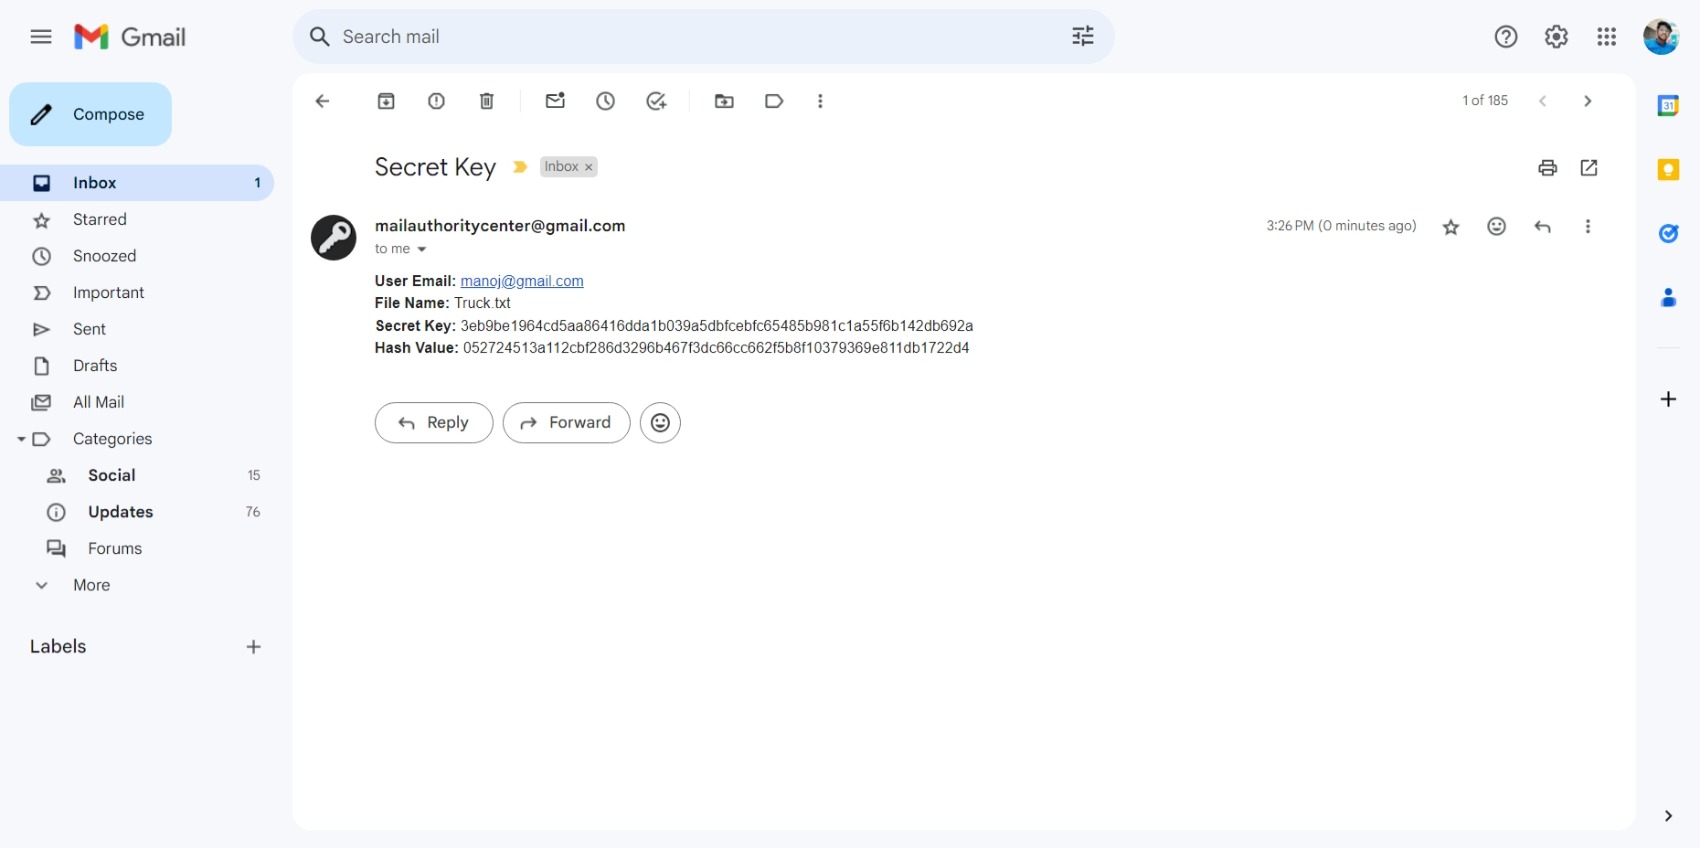 Gmail
Search mail
Compose
1 of 185
Inbox 1
Starred
Snoozed
Important
Sent
Drafts
All Mail
Categories
Social 15
Updates 76
Forums
More
Labels
Secret Key Inbox ×
mailauthoritycenter@gmail.com 3:26 PM (0 minutes ago)
to me
User Email: manoj@gmail.com
File Name: Truck.txt
Secret Key: 3eb9be1964cd5aa86416dda1b039a5dbfcebfc65485b981c1a55f6b142db692a
Hash Value: 052724513a112cbf286d3296b467f3dc66cc662f5b8f10379369e811db1722d4
Reply Forward
31